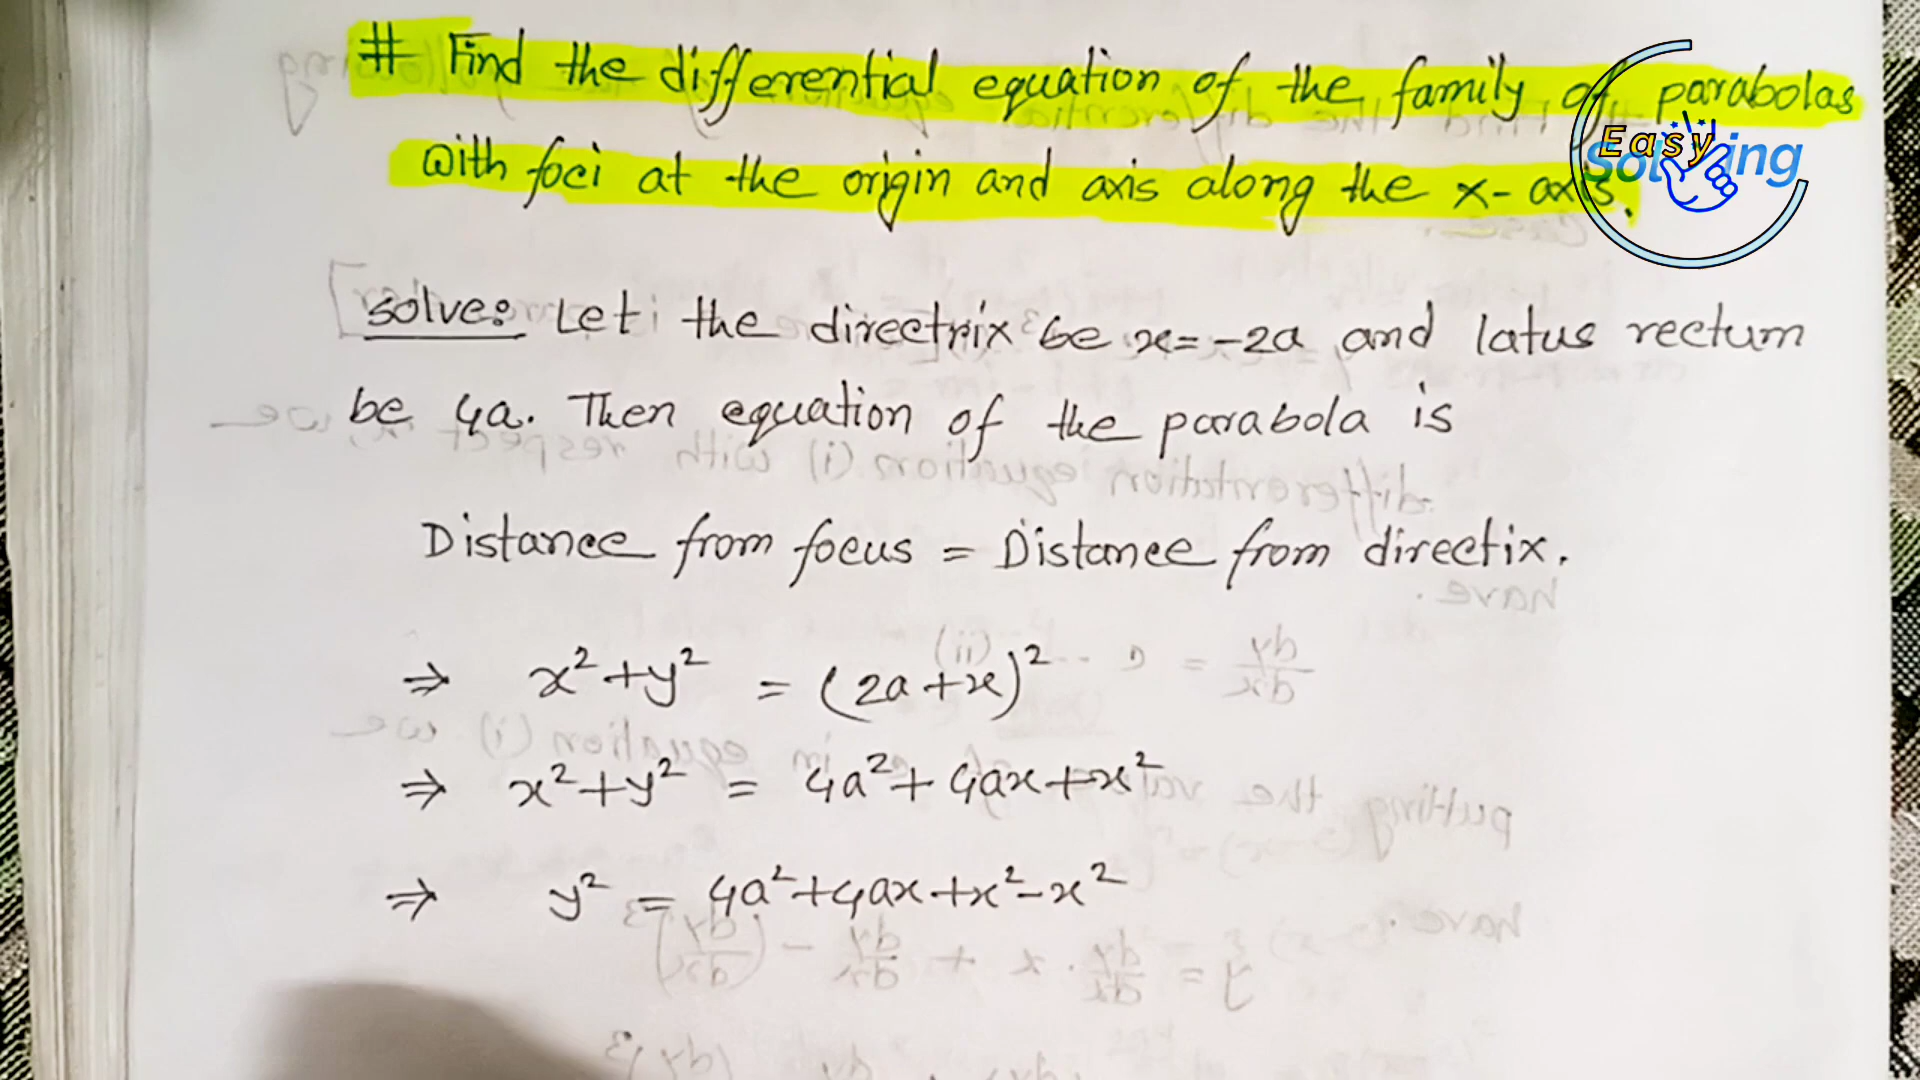 # Find the differential equation of the family of parabolas
with foci at the origin and axis along the x-axis.
Easy
Solving
solve: Let the directrix be x=-2a and latus rectum
be 4a. Then equation of the parabola is
Distance from focus = Distance from directix.
⇒ x²+y² = (2a+x)²
⇒ x²+y² = 4a²+4ax+x²
⇒ y² = 4a²+4ax+x²-x²